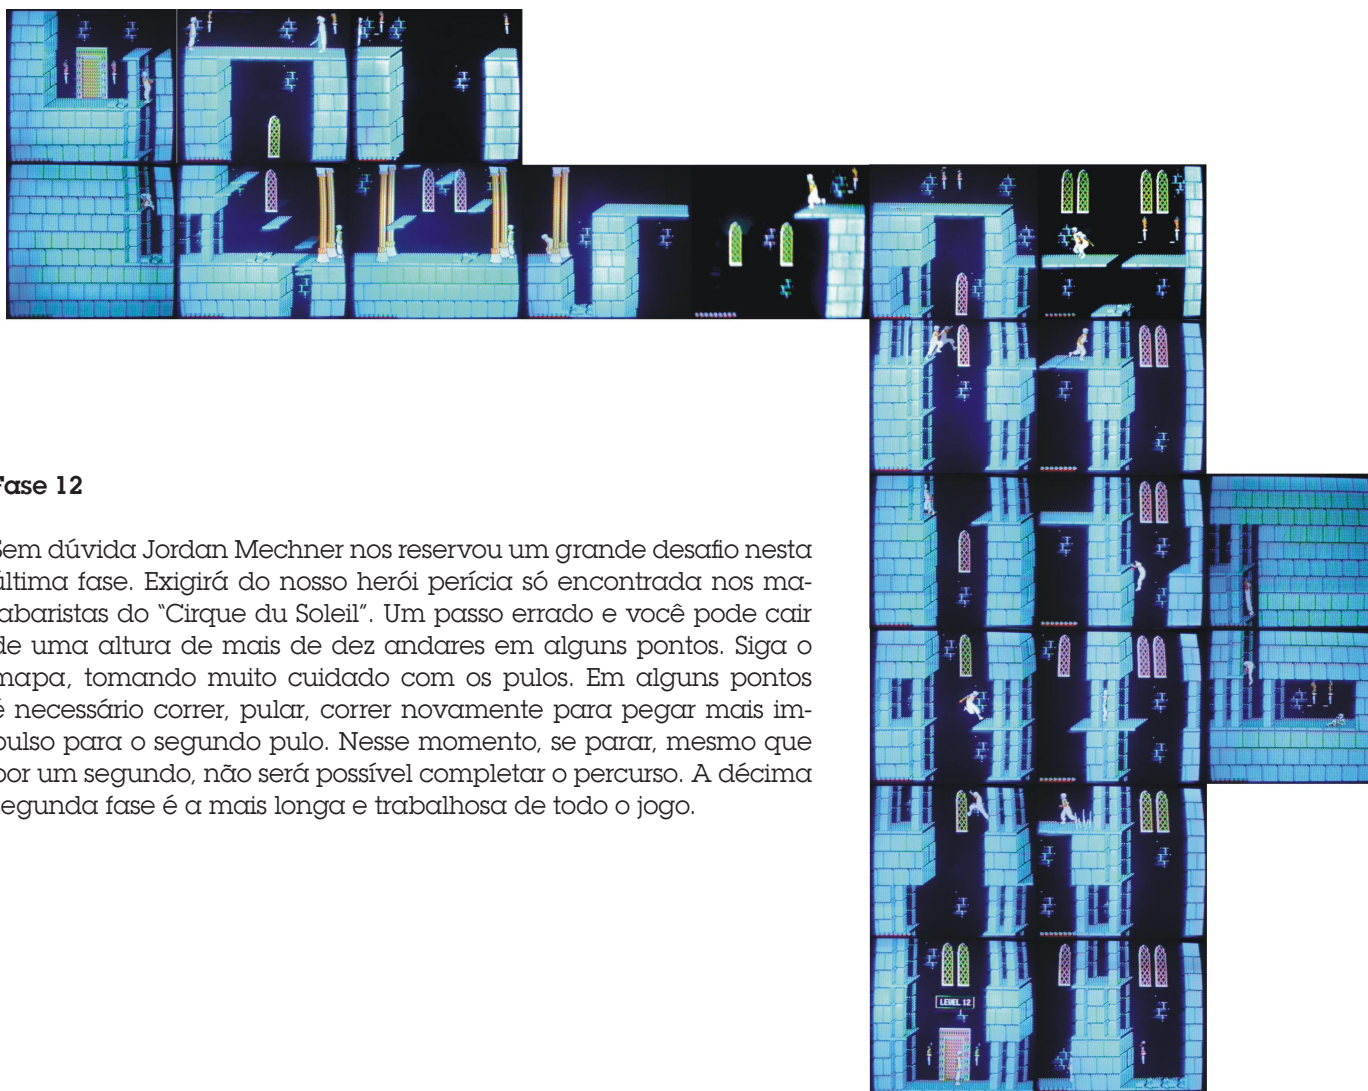 Fase 12
Sem dúvida Jordan Mechner nos reservou um grande desafio nesta
última fase. Exigirá do nosso herói perícia só encontrada nos ma-
labaristas do “Cirque du Soleil”. Um passo errado e você pode cair
de uma altura de mais de dez andares em alguns pontos. Siga o
mapa, tomando muito cuidado com os pulos. Em alguns pontos
é necessário correr, pular, correr novamente para pegar mais im-
pulso para o segundo pulo. Nesse momento, se parar, mesmo que
por um segundo, não será possível completar o percurso. A décima
segunda fase é a mais longa e trabalhosa de todo o jogo.
LEVEL 12